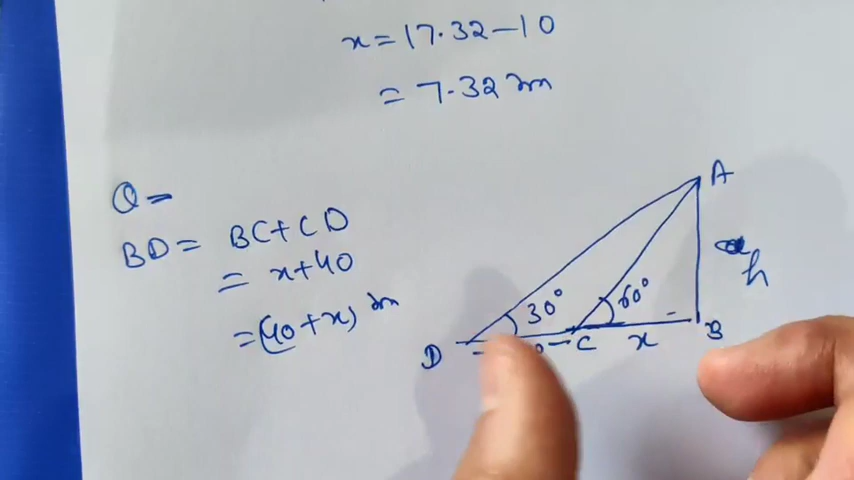 x = 17.32 - 10
= 7.32 m
Q =
BD = BC + CD
= x + 40
= (40 + x) m
A
h
30°
60°
D
C
x
B